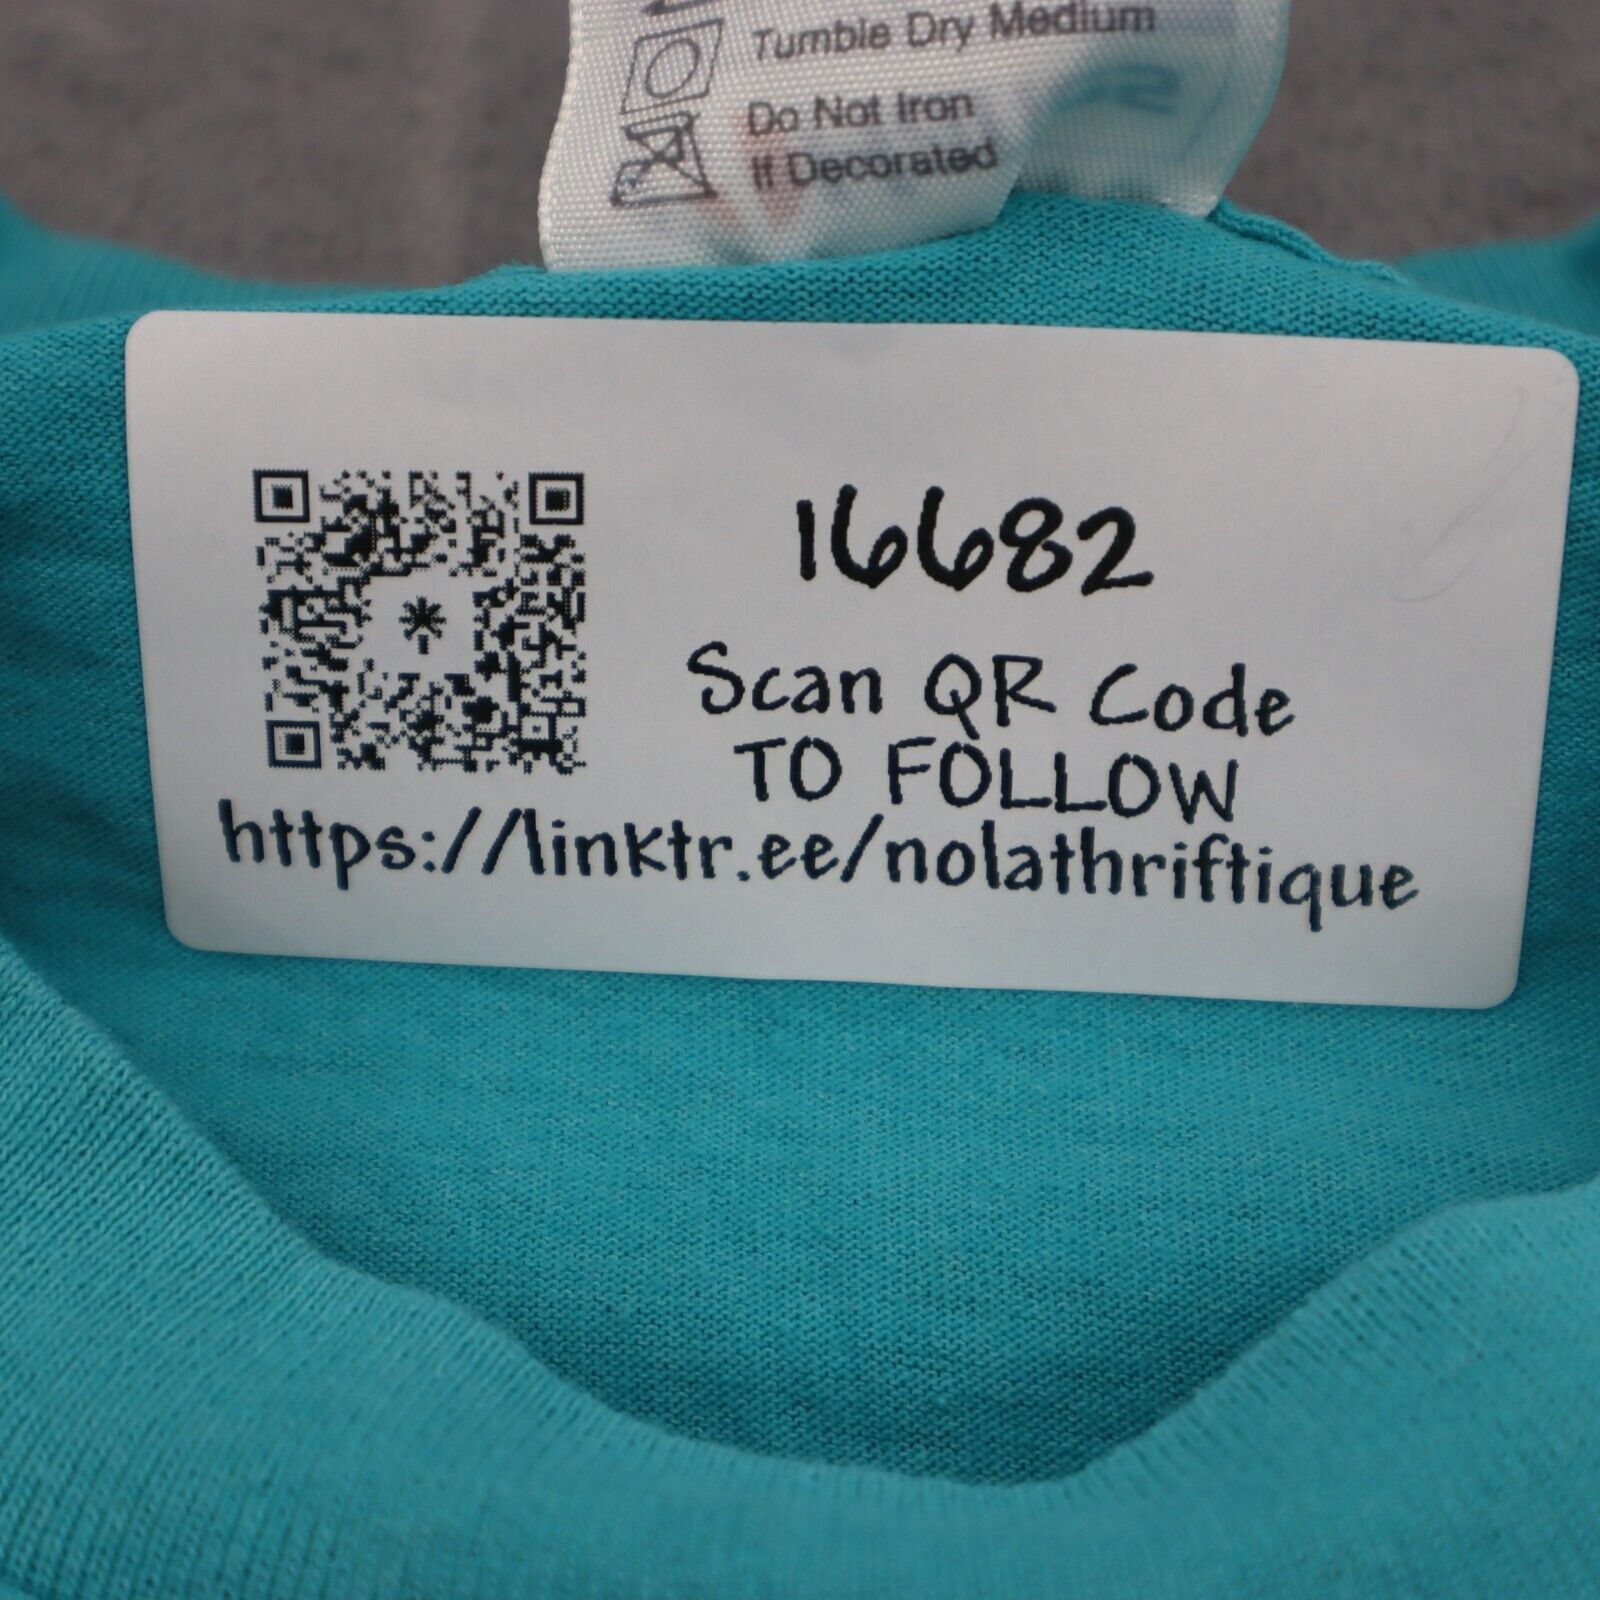 Tumble Dry Medium
Do Not Iron
If Decorated
16682
Scan QR Code
TO FOLLOW
https://linktr.ee/nolathriftique